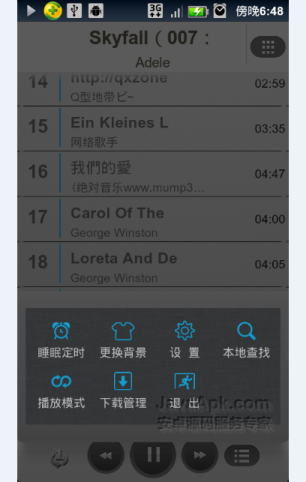 3G 傍晚6:48
Skyfall（007：
Adele
14 http://qxzone 02:59
Q型地带ビ~
15 Ein Kleines L 03:35
网络歌手
16 我們的愛 04:47
(绝对音乐www.mump3...
17 Carol Of The 04:00
George Winston
18 Loreta And De 04:05
George Winston
睡眠定时 更换背景 设 置 本地查找
播放模式 下载管理 退 出
JavaApk.com
安卓源码服务专家